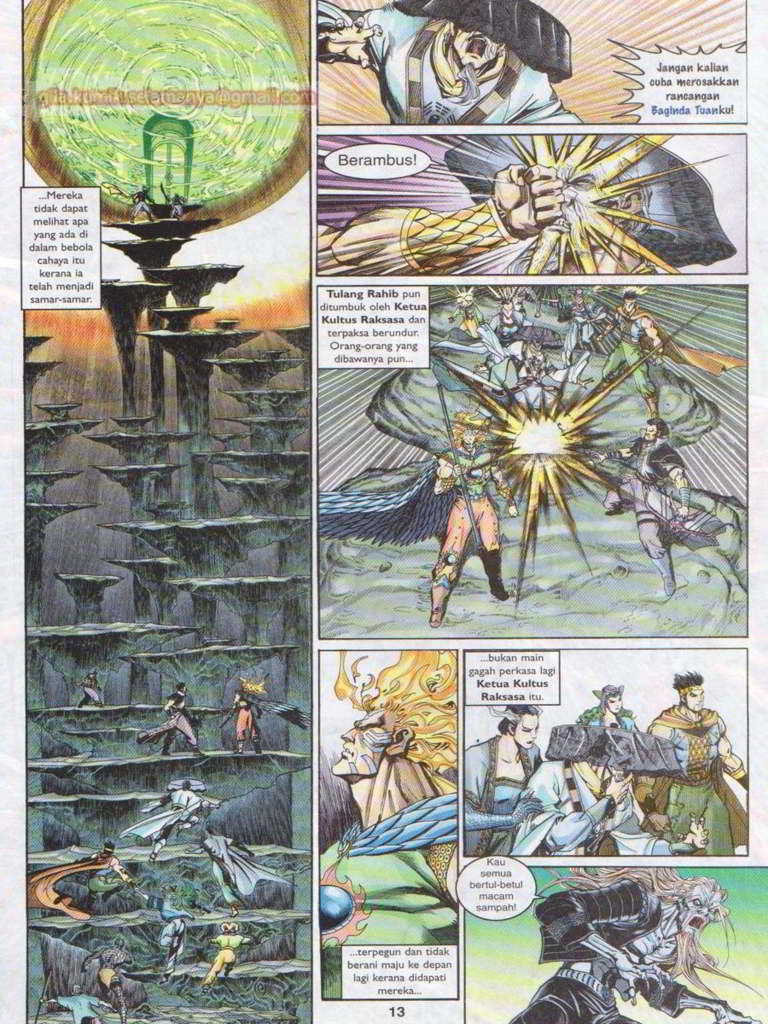 ...Mereka
tidak dapat
melihat apa
yang ada di
dalam bebola
cahaya itu
kerana ia
telah menjadi
samar-samar.
Jangan kalian
cuba merosakkan
rancangan
Baginda Tuanku!
Berambus!
Tulang Rahib pun
ditumbuk oleh Ketua
Kultus Raksasa dan
terpaksa berundur.
Orang-orang yang
dibawanya pun...
...terpegun dan tidak
berani maju ke depan
lagi kerana didapati
mereka...
...bukan main
gagah perkasa lagi
Ketua Kultus
Raksasa itu.
Kau
semua
bertul-betul
macam
sampah!
13